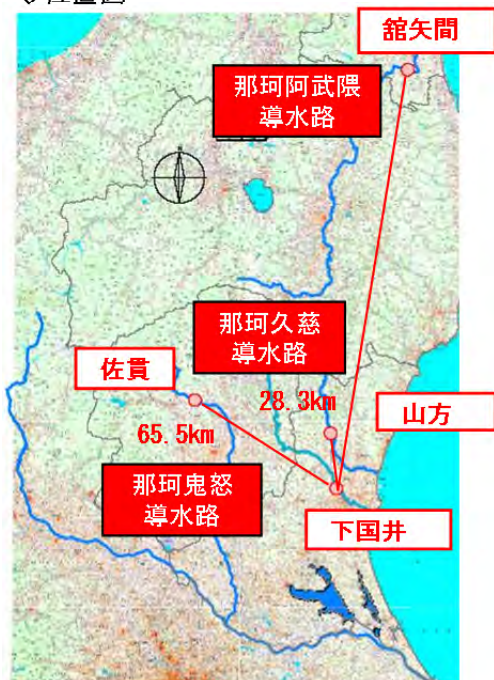 舘矢間
那珂阿武隈
導水路
那珂久慈
導水路
佐貫
28.3km
山方
65.5km
那珂鬼怒
導水路
下国井